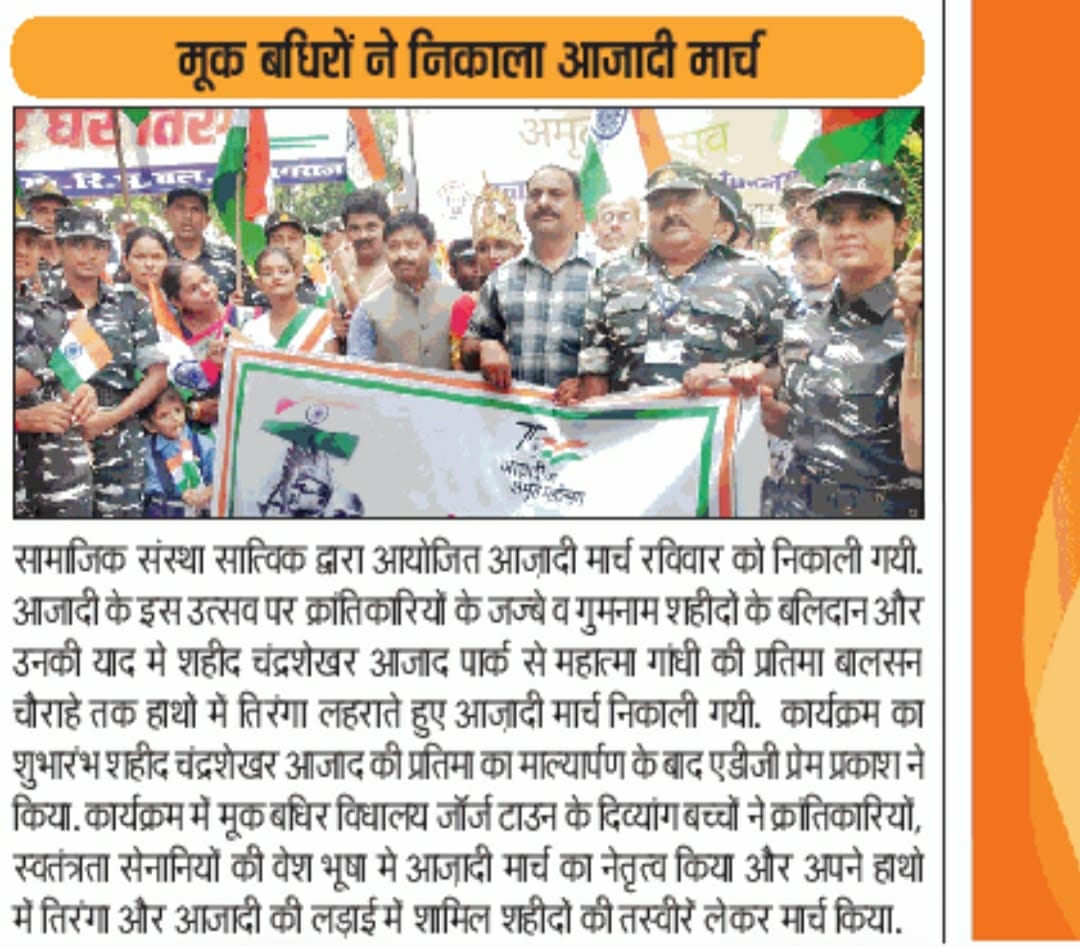 मूक बधिरों ने निकाला आजादी मार्च
घर तिरं
अमृत
सामाजिक संस्था सात्विक द्वारा आयोजित आज़ादी मार्च रविवार को निकाली गयी.
आजादी के इस उत्सव पर क्रांतिकारियों के जज्बे व गुमनाम शहीदों के बलिदान और
उनकी याद मे शहीद चंद्रशेखर आजाद पार्क से महात्मा गांधी की प्रतिमा बालसन
चौराहे तक हाथो में तिरंगा लहराते हुए आज़ादी मार्च निकाली गयी. कार्यक्रम का
शुभारंभ शहीद चंद्रशेखर आजाद की प्रतिमा का माल्यार्पण के बाद एडीजी प्रेम प्रकाश ने
किया. कार्यक्रम में मूक बधिर विधालय जॉर्ज टाउन के दिव्यांग बच्चों ने क्रांतिकारियों,
स्वतंत्रता सेनानियों की वेश भूषा मे आज़ादी मार्च का नेतृत्व किया और अपने हाथो
में तिरंगा और आजादी की लड़ाई में शामिल शहीदों की तस्वीरें लेकर मार्च किया.